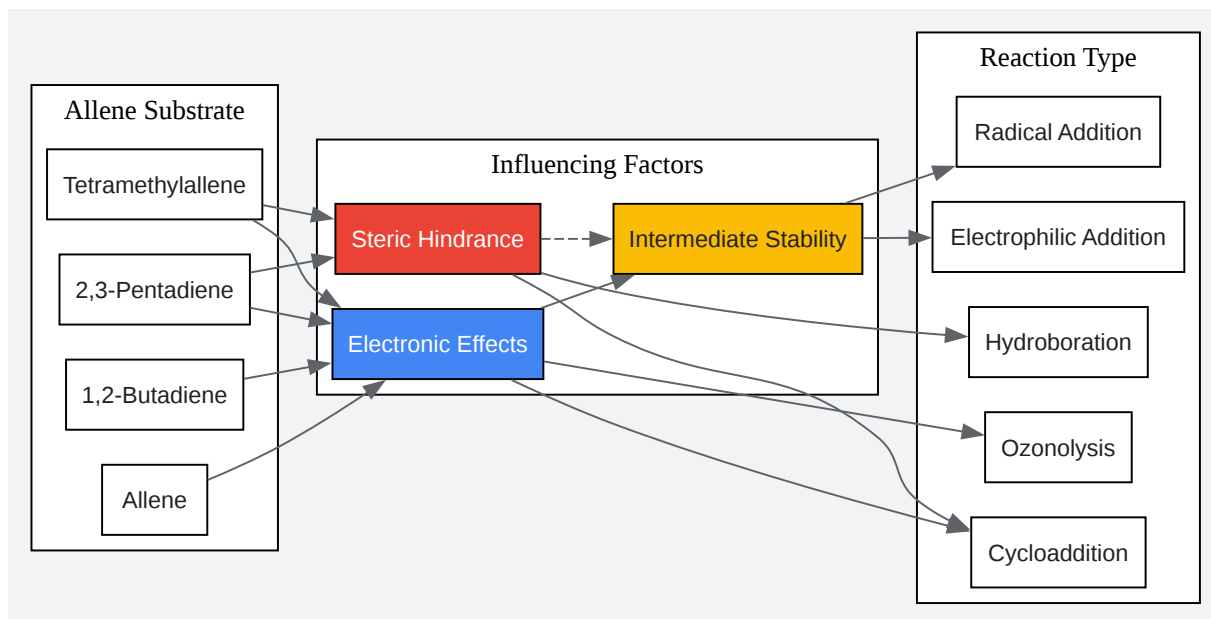 Allene Substrate
Tetramethylallene
2,3-Pentadiene
1,2-Butadiene
Allene
Influencing Factors
Steric Hindrance
Intermediate Stability
Electronic Effects
Reaction Type
Radical Addition
Electrophilic Addition
Hydroboration
Ozonolysis
Cycloaddition